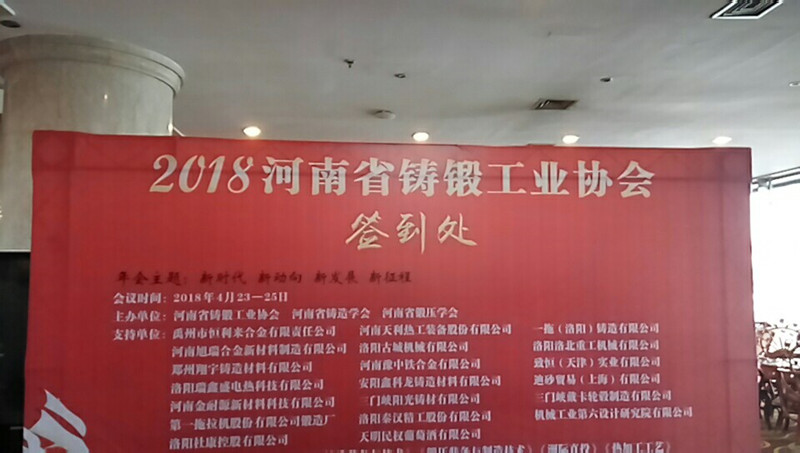 2018河南省铸锻工业协会
签到处
年会主题：新时代 新动向 新发展 新征程
会议时间：2018年4月23—25日
主办单位：河南省铸锻工业协会 河南省铸造学会 河南省锻压学会
支持单位：禹州市恒利来合金有限责任公司 河南天利热工装备股份有限公司 一拖（洛阳）铸造有限公司
河南旭瑞合金新材料制造有限公司 洛阳古城机械有限公司 洛阳洛北重工机械有限公司
郑州翔宇铸造材料有限公司 河南豫中铁合金有限公司 致恒（天津）实业有限公司
洛阳瑞鑫盛电热科技有限公司 安阳鑫科龙铸造材料有限公司 迪砂贸易（上海）有限公司
河南金耐源新材料科技有限公司 三门峡阳光铸材有限公司 三门峡戴卡轮毂制造有限公司
第一拖拉机股份有限公司锻造厂 洛阳秦汉精工股份有限公司 机械工业第六设计研究院有限公司
洛阳杜康控股有限公司 天明民权葡萄酒有限公司
《热加工工艺》